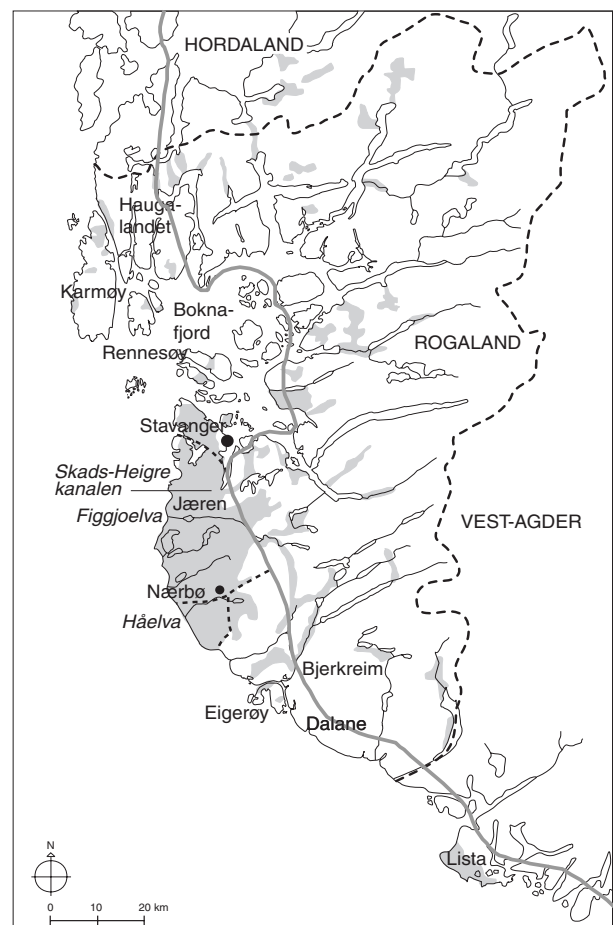 HORDALAND
Hauga-
landet
Karmøy
Bokna-
fjord
Rennesøy
ROGALAND
Stavanger
Skads-Heigre
kanalen
Jæren
Figgjoelva
VEST-AGDER
Nærbø
Håelva
Bjerkreim
Eigerøy
Dalane
Lista
N
0 10 20 km